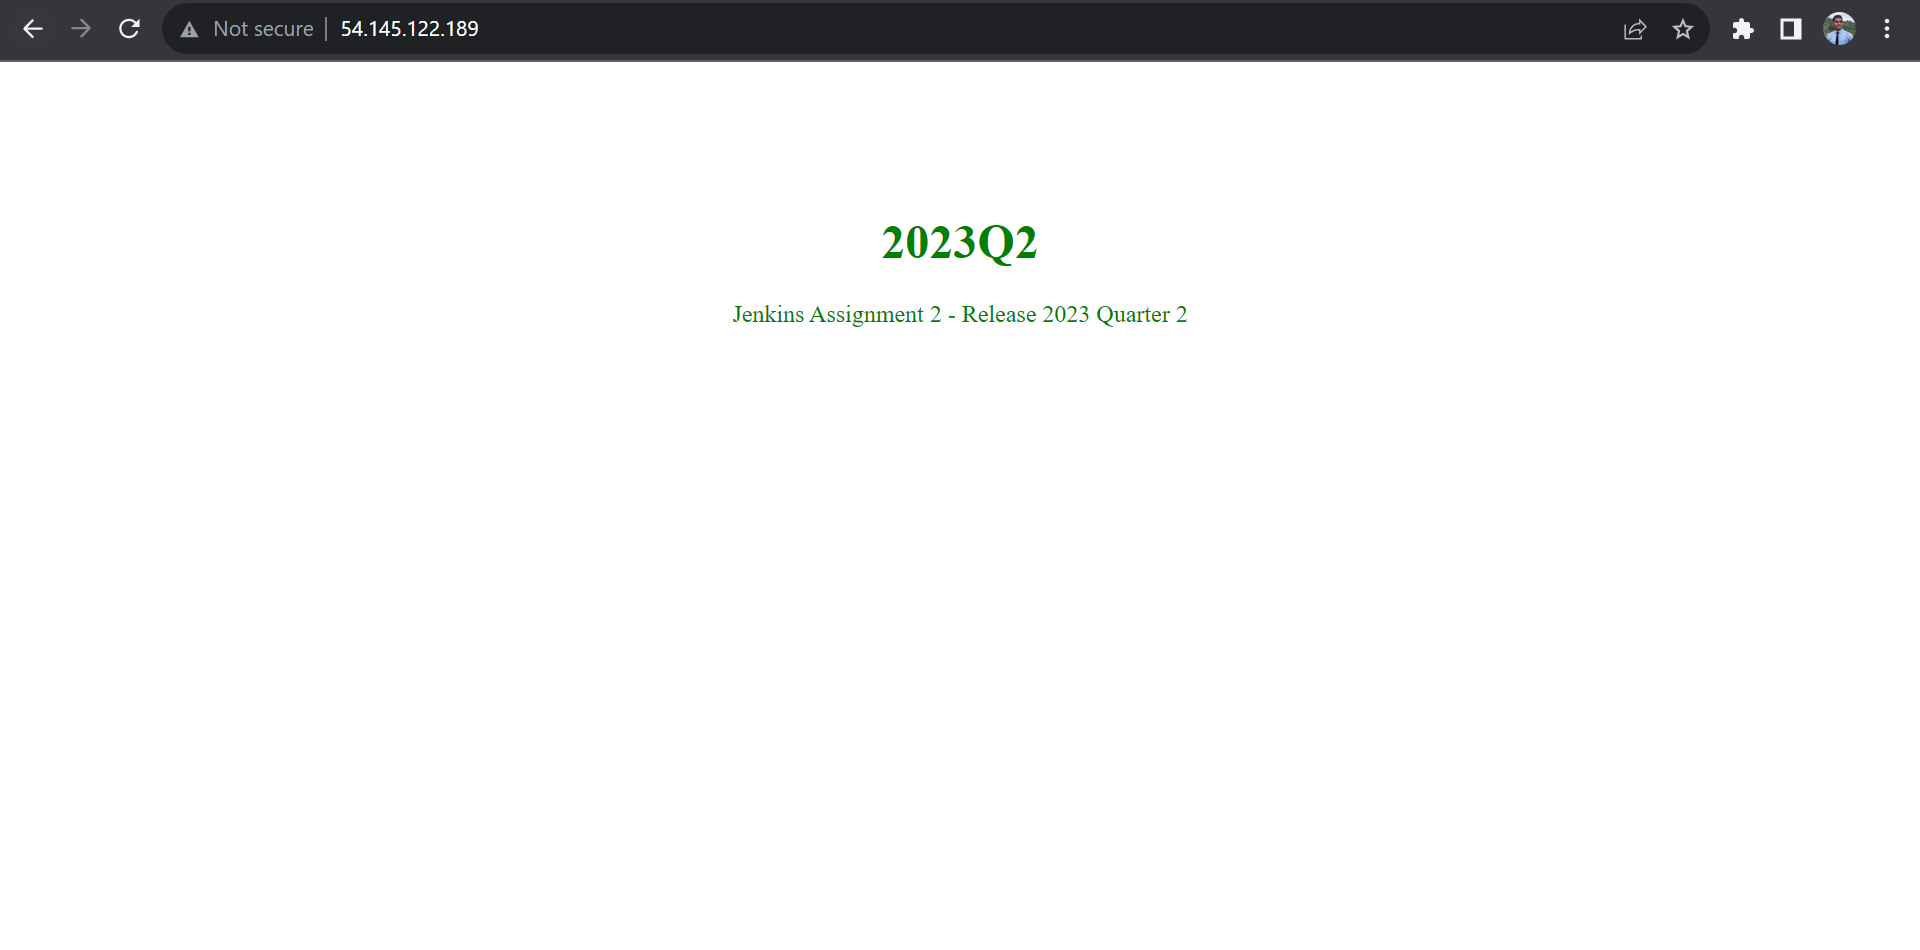 Not secure | 54.145.122.189
2023Q2
Jenkins Assignment 2 - Release 2023 Quarter 2